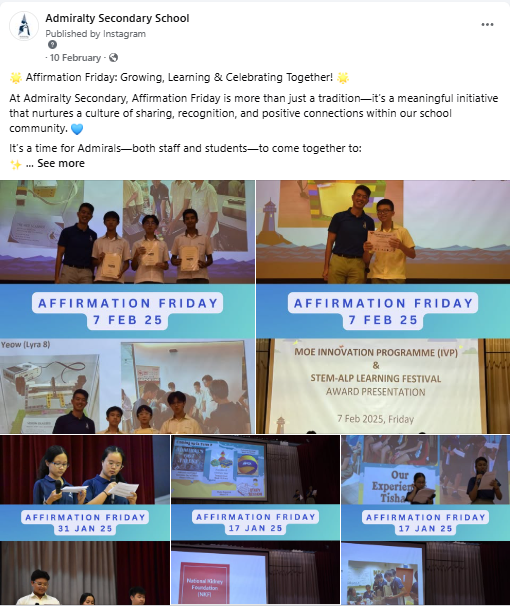 Admiralty Secondary School
Published by Instagram
· 10 February ·
🌟 Affirmation Friday: Growing, Learning & Celebrating Together! 🌟
At Admiralty Secondary, Affirmation Friday is more than just a tradition—it's a meaningful initiative
that nurtures a culture of sharing, recognition, and positive connections within our school
community. 💙
It's a time for Admirals—both staff and students—to come together to:
✨ ... See more
AFFIRMATION FRIDAY
7 FEB 25
AFFIRMATION FRIDAY
7 FEB 25
Yeow (Lyra 8)
MOE INNOVATION PROGRAMME (IVP)
&
STEM-ALP LEARNING FESTIVAL
AWARD PRESENTATION
7 Feb 2025, Friday
AFFIRMATION FRIDAY
31 JAN 25
AFFIRMATION FRIDAY
17 JAN 25
Our
Experien
Tisha
AFFIRMATION FRIDAY
17 JAN 25
National Kidney
Foundation
(NKF)